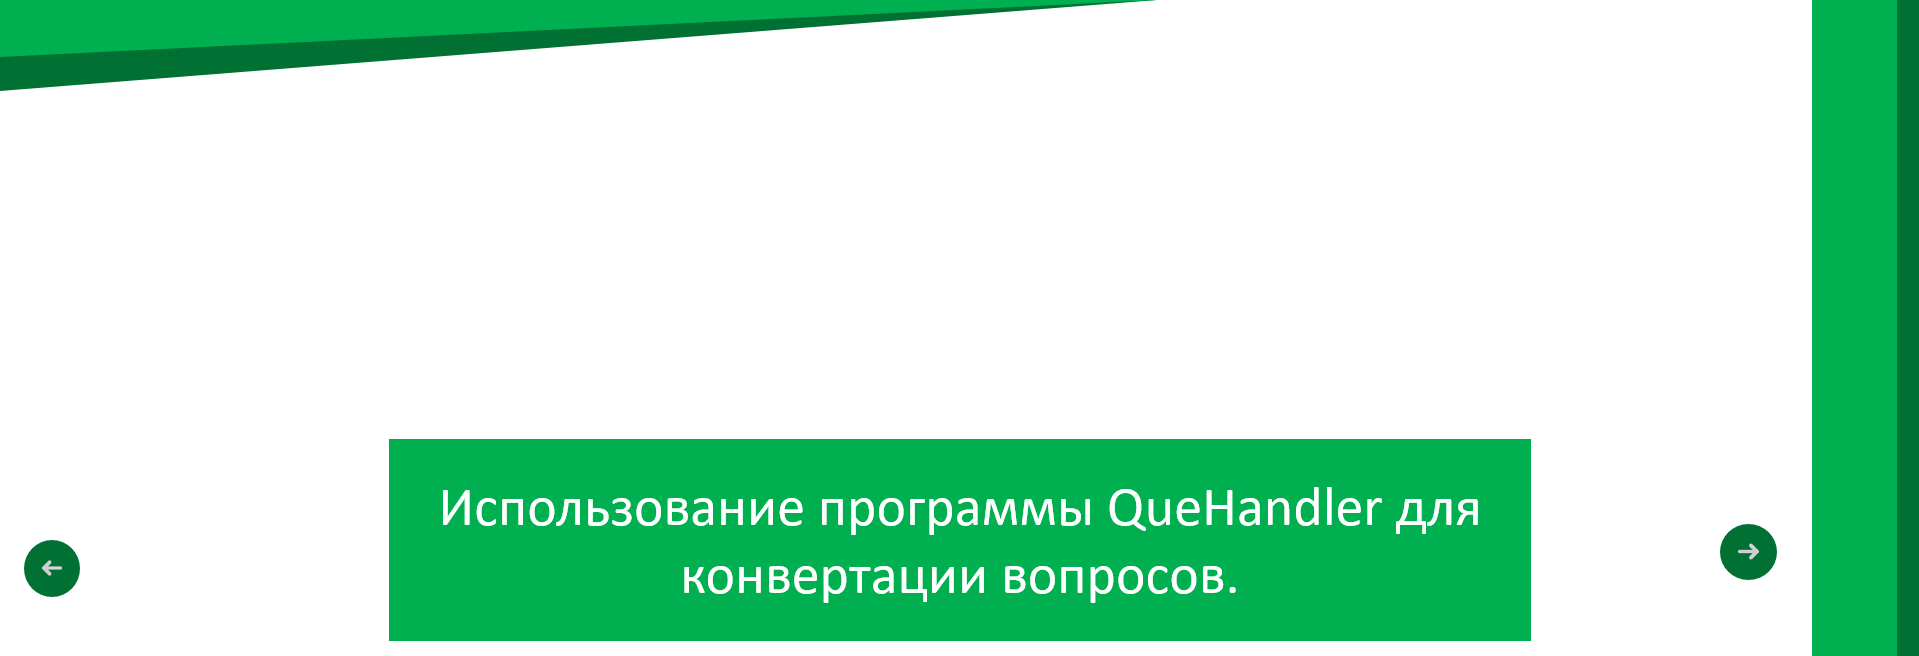 Использование программы QueHandler для
конвертации вопросов.